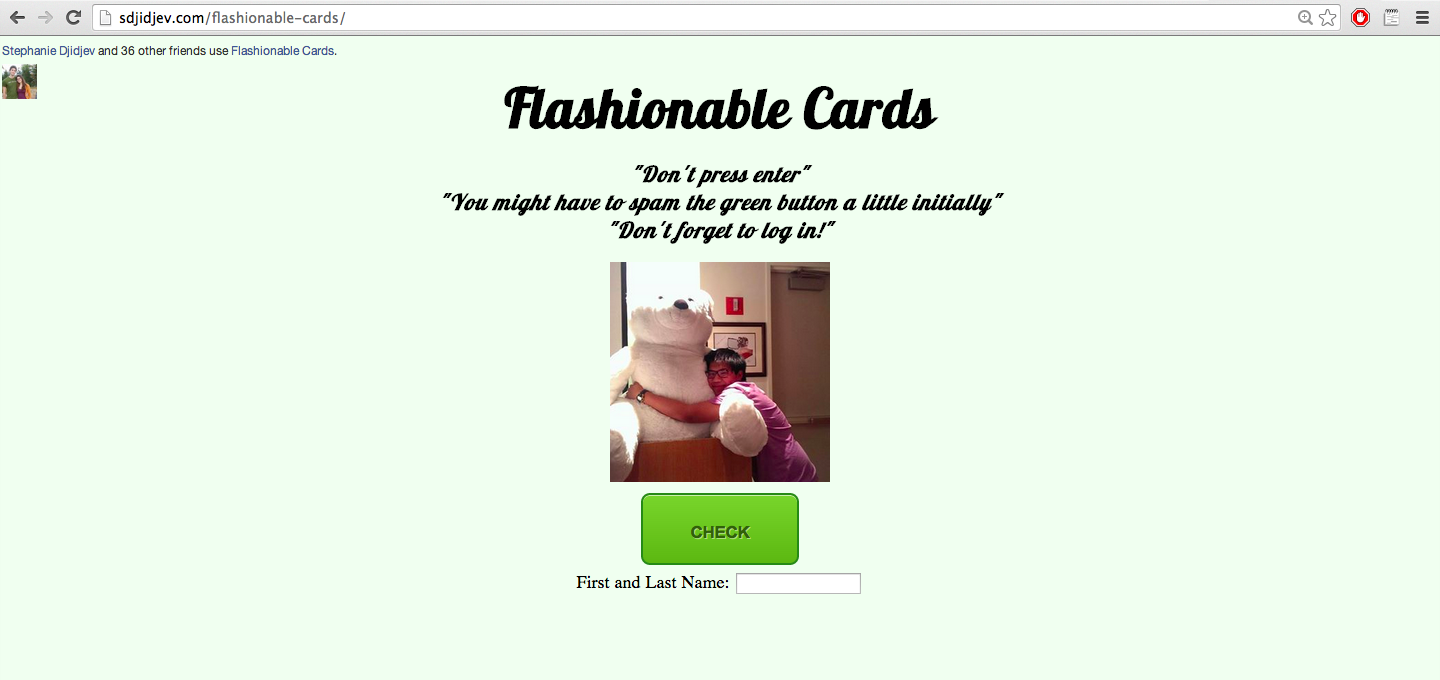 sdjidjev.com/flashionable-cards/
Stephanie Djidjev and 36 other friends use Flashionable Cards.
Flashionable Cards
"Don't press enter"
"You might have to spam the green button a little initially"
"Don't forget to log in!"
CHECK
First and Last Name: